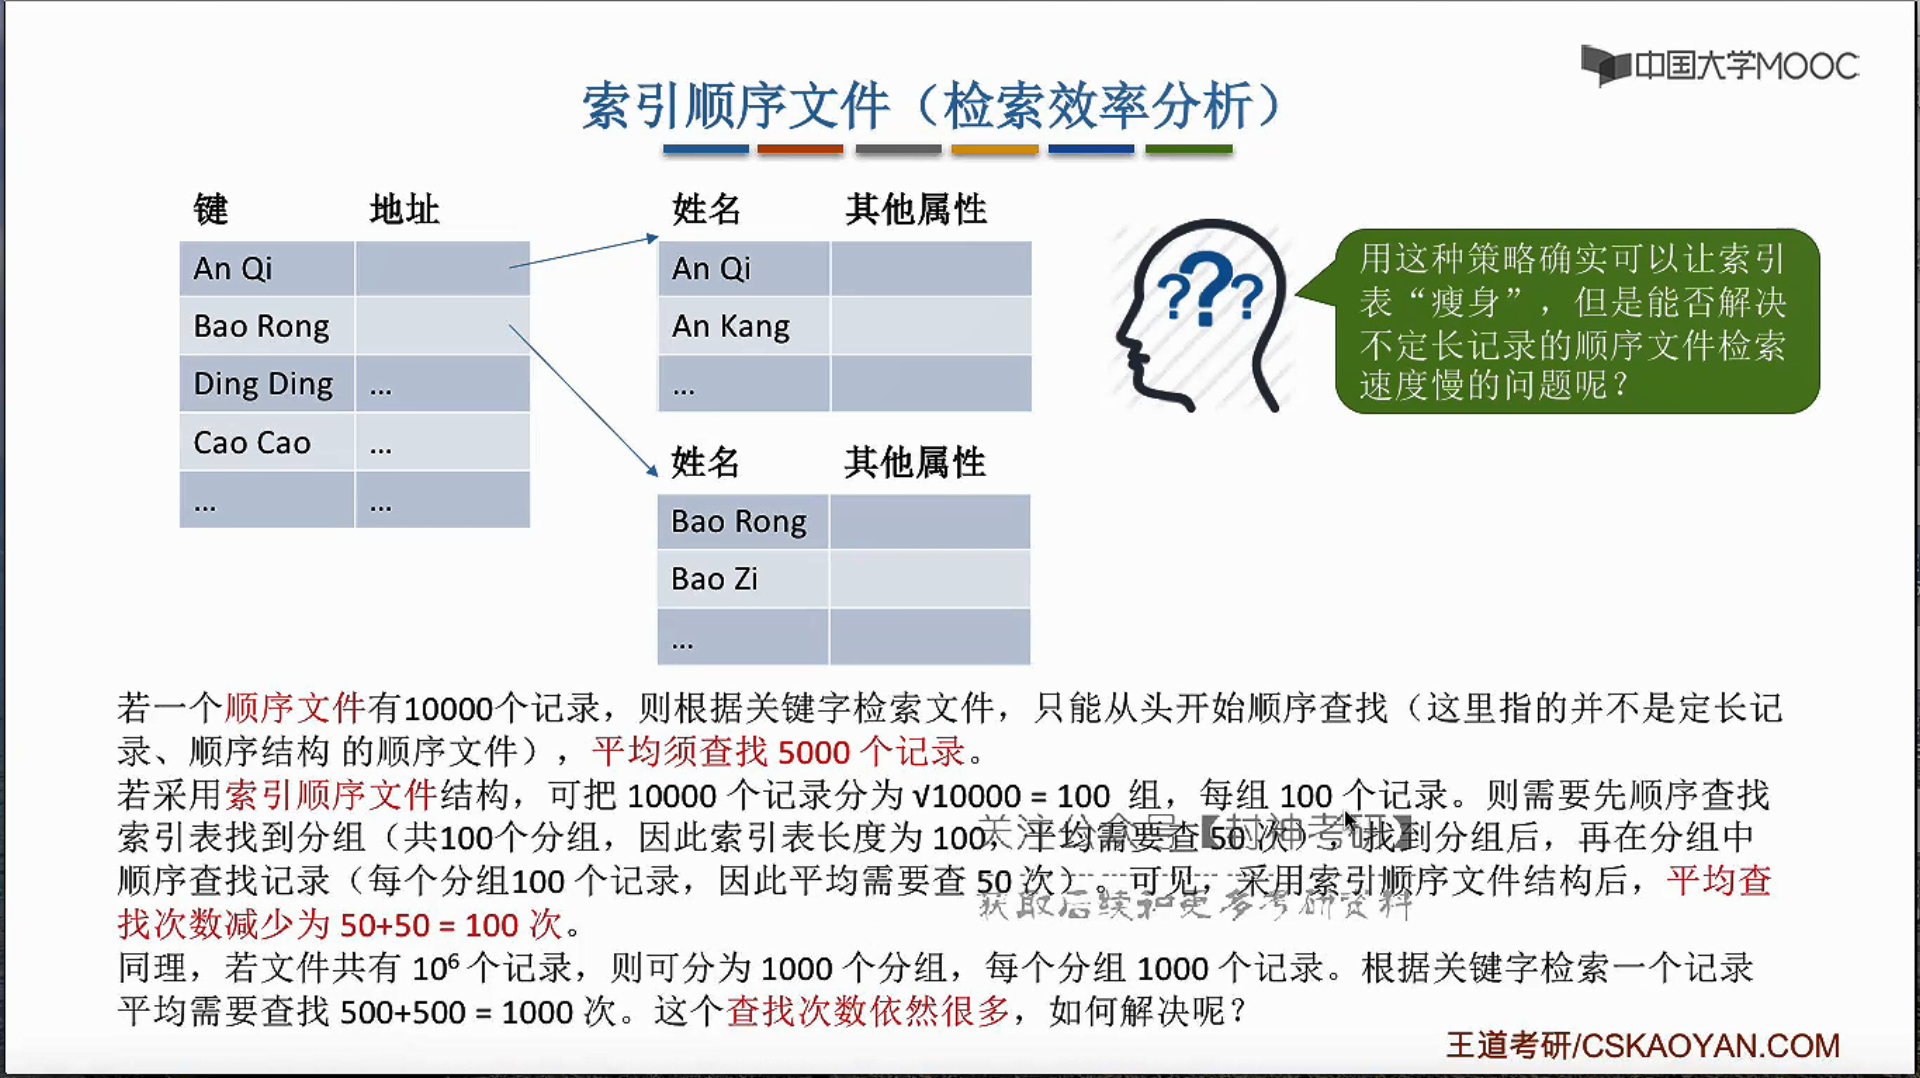 中国大学MOOC
索引顺序文件（检索效率分析）
键 地址
An Qi
Bao Rong
Ding Ding ...
Cao Cao ...
... ...
姓名 其他属性
An Qi
An Kang
...
姓名 其他属性
Bao Rong
Bao Zi
...
???
用这种策略确实可以让索引
表“瘦身”，但是能否解决
不定长记录的顺序文件检索
速度慢的问题呢？
若一个顺序文件有10000个记录，则根据关键字检索文件，只能从头开始顺序查找（这里指的并不是定长记
录、顺序结构 的顺序文件），平均须查找 5000 个记录。
若采用索引顺序文件结构，可把 10000 个记录分为 √10000 = 100 组，每组 100 个记录。则需要先顺序查找
索引表找到分组（共100个分组，因此索引表长度为 100，平均需要查 50 次），找到分组后，再在分组中
顺序查找记录（每个分组100 个记录，因此平均需要查 50 次）。可见，采用索引顺序文件结构后，平均查
找次数减少为 50+50 = 100 次。
同理，若文件共有 10⁶ 个记录，则可分为 1000 个分组，每个分组 1000 个记录。根据关键字检索一个记录
平均需要查找 500+500 = 1000 次。这个查找次数依然很多，如何解决呢？
关注公众号【村神考研】
获取后续和更多考研资料
王道考研/CSKAOYAN.COM